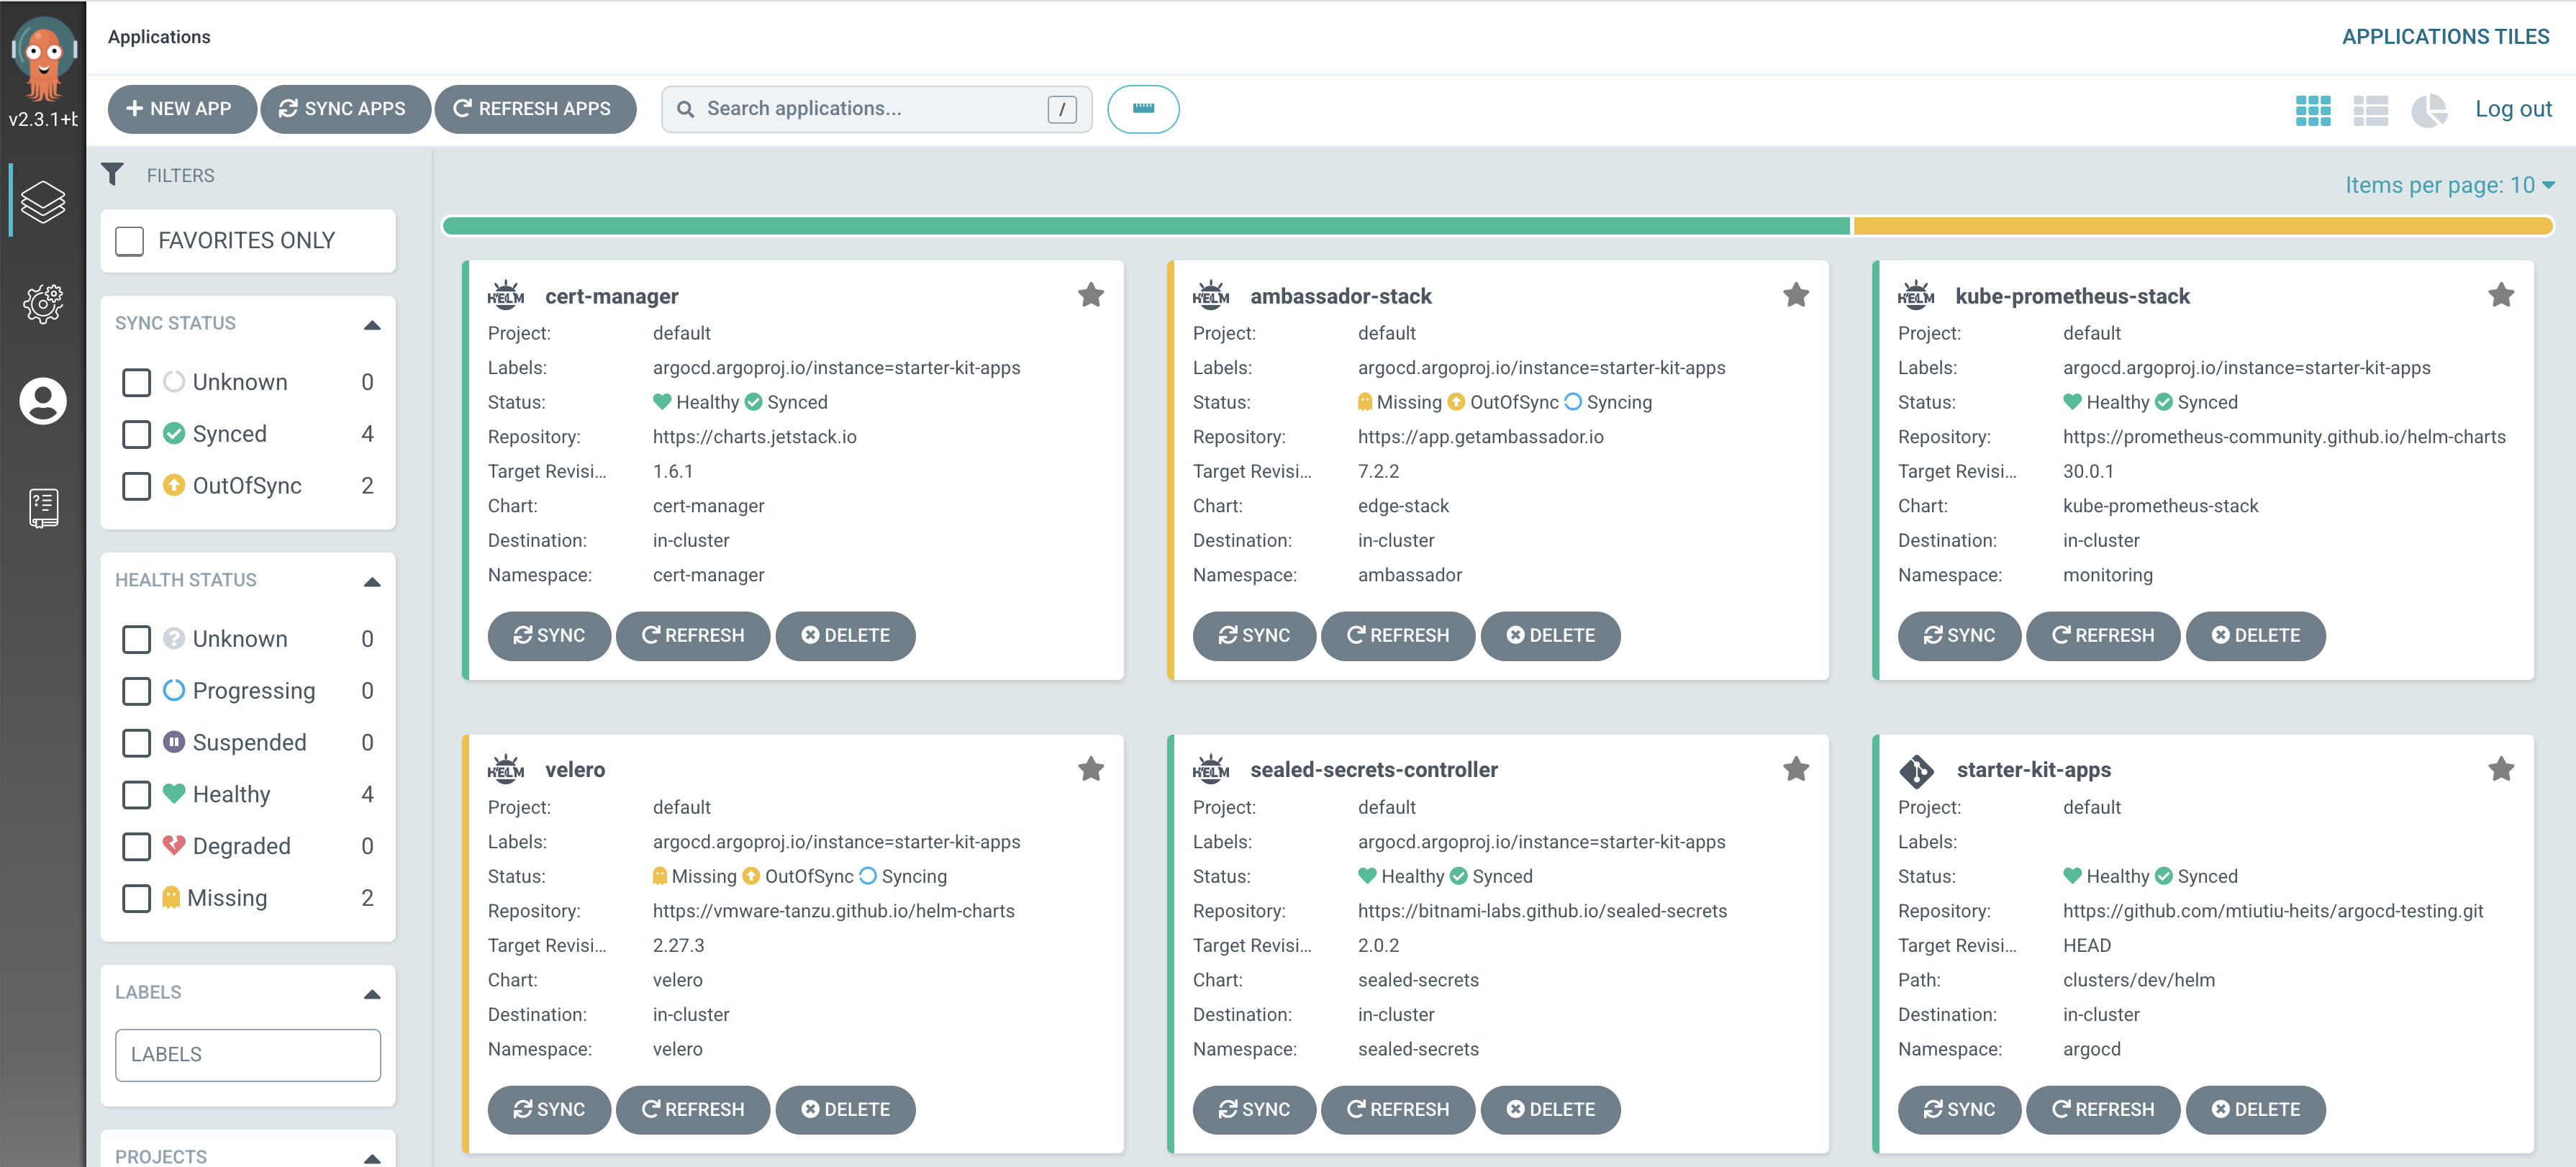 Applications
APPLICATIONS TILES
v2.3.1+b
NEW APP
SYNC APPS
REFRESH APPS
Search applications...
/
Log out
FILTERS
Items per page: 10
FAVORITES ONLY
SYNC STATUS
Unknown 0
Synced 4
OutOfSync 2
HEALTH STATUS
Unknown 0
Progressing 0
Suspended 0
Healthy 4
Degraded 0
Missing 2
LABELS
LABELS
PROJECTS
HELM cert-manager
Project: default
Labels: argocd.argoproj.io/instance=starter-kit-apps
Status: Healthy Synced
Repository: https://charts.jetstack.io
Target Revisi... 1.6.1
Chart: cert-manager
Destination: in-cluster
Namespace: cert-manager
SYNC REFRESH DELETE
HELM ambassador-stack
Project: default
Labels: argocd.argoproj.io/instance=starter-kit-apps
Status: Missing OutOfSync Syncing
Repository: https://app.getambassador.io
Target Revisi... 7.2.2
Chart: edge-stack
Destination: in-cluster
Namespace: ambassador
SYNC REFRESH DELETE
HELM kube-prometheus-stack
Project: default
Labels: argocd.argoproj.io/instance=starter-kit-apps
Status: Healthy Synced
Repository: https://prometheus-community.github.io/helm-charts
Target Revisi... 30.0.1
Chart: kube-prometheus-stack
Destination: in-cluster
Namespace: monitoring
SYNC REFRESH DELETE
HELM velero
Project: default
Labels: argocd.argoproj.io/instance=starter-kit-apps
Status: Missing OutOfSync Syncing
Repository: https://vmware-tanzu.github.io/helm-charts
Target Revisi... 2.27.3
Chart: velero
Destination: in-cluster
Namespace: velero
SYNC REFRESH DELETE
HELM sealed-secrets-controller
Project: default
Labels: argocd.argoproj.io/instance=starter-kit-apps
Status: Healthy Synced
Repository: https://bitnami-labs.github.io/sealed-secrets
Target Revisi... 2.0.2
Chart: sealed-secrets
Destination: in-cluster
Namespace: sealed-secrets
SYNC REFRESH DELETE
starter-kit-apps
Project: default
Labels:
Status: Healthy Synced
Repository: https://github.com/mtiutiu-heits/argocd-testing.git
Target Revisi... HEAD
Path: clusters/dev/helm
Destination: in-cluster
Namespace: argocd
SYNC REFRESH DELETE